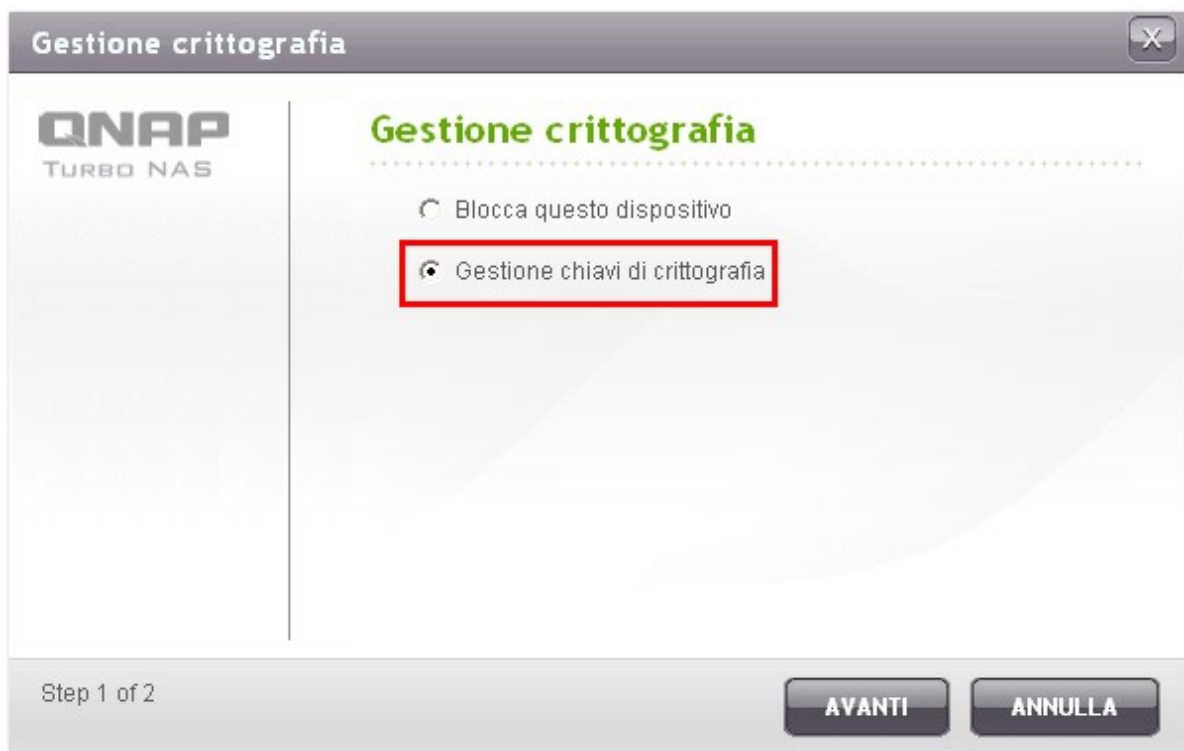 Gestione crittografia
X
QNAP
TURBO NAS
Gestione crittografia
Blocca questo dispositivo
Gestione chiavi di crittografia
Step 1 of 2
AVANTI
ANNULLA